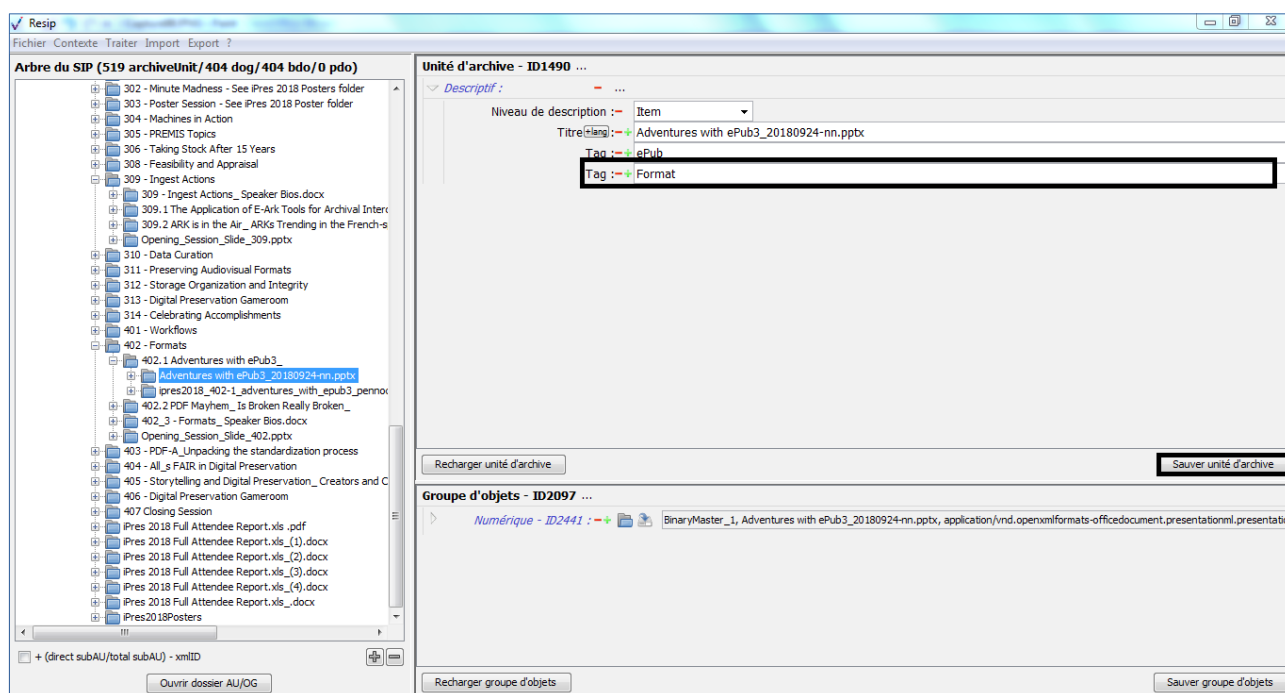 Resip
Fichier Contexte Traiter Import Export ?
Arbre du SIP (519 archiveUnit/404 dog/404 bdo/0 pdo)
302 - Minute Madness - See iPres 2018 Posters folder
303 - Poster Session - See iPres 2018 Poster folder
304 - Machines in Action
305 - PREMIS Topics
306 - Taking Stock After 15 Years
308 - Feasibility and Appraisal
309 - Ingest Actions
309 - Ingest Actions_ Speaker Bios.docx
309.1 The Application of E-Ark Tools for Archival Interc
309.2 ARK is in the Air_ ARKs Trending in the French-s
Opening_Session_Slide_309.pptx
310 - Data Curation
311 - Preserving Audiovisual Formats
312 - Storage Organization and Integrity
313 - Digital Preservation Gameroom
314 - Celebrating Accomplishments
401 - Workflows
402 - Formats
402.1 Adventures with ePub3_
Adventures with ePub3_20180924-nn.pptx
ipres2018_402-1_adventures_with_epub3_pennoc
402.2 PDF Mayhem_ Is Broken Really Broken_
402_3 - Formats_ Speaker Bios.docx
Opening_Session_Slide_402.pptx
403 - PDF-A_Unpacking the standardization process
404 - All_s FAIR in Digital Preservation
405 - Storytelling and Digital Preservation_ Creators and C
406 - Digital Preservation Gameroom
407 Closing Session
iPres 2018 Full Attendee Report.xls .pdf
iPres 2018 Full Attendee Report.xls_(1).docx
iPres 2018 Full Attendee Report.xls_(2).docx
iPres 2018 Full Attendee Report.xls_(3).docx
iPres 2018 Full Attendee Report.xls_(4).docx
iPres 2018 Full Attendee Report.xls_.docx
iPres2018Posters
+ (direct subAU/total subAU) - xmlID
Ouvrir dossier AU/OG
Unité d'archive - ID1490 ...
Descriptif : ...
Niveau de description : Item
Titre +lang : Adventures with ePub3_20180924-nn.pptx
Tag : ePub
Tag : Format
Recharger unité d'archive
Sauver unité d'archive
Groupe d'objets - ID2097 ...
Numérique - ID2441 : BinaryMaster_1, Adventures with ePub3_20180924-nn.pptx, application/vnd.openxmlformats-officedocument.presentationml.presentatio
Recharger groupe d'objets
Sauver groupe d'objets